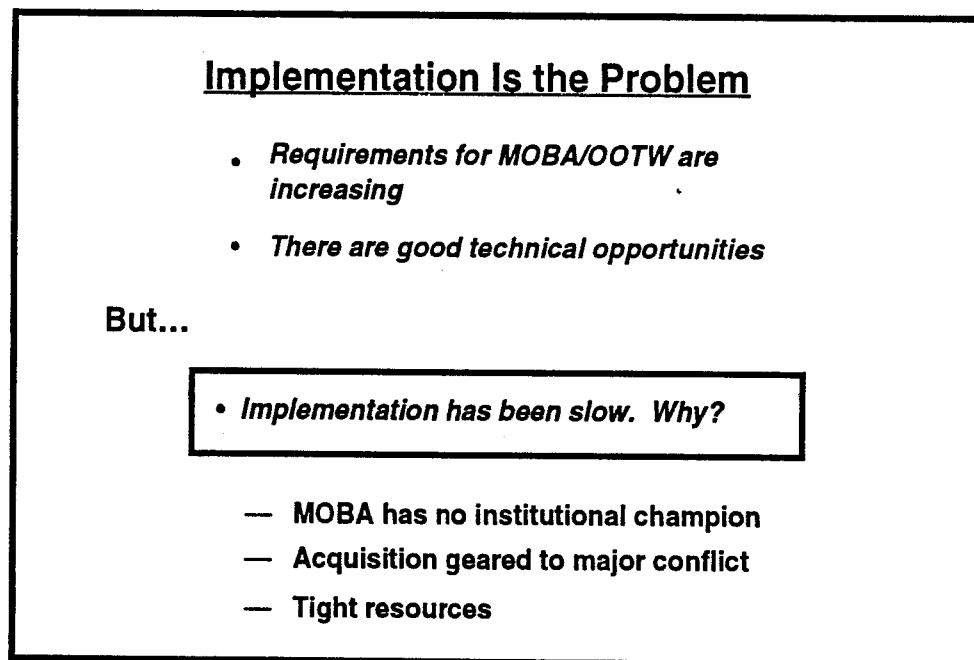 Implementation Is the Problem
• Requirements for MOBA/OOTW are
increasing
• There are good technical opportunities
But...
• Implementation has been slow. Why?
— MOBA has no institutional champion
— Acquisition geared to major conflict
— Tight resources